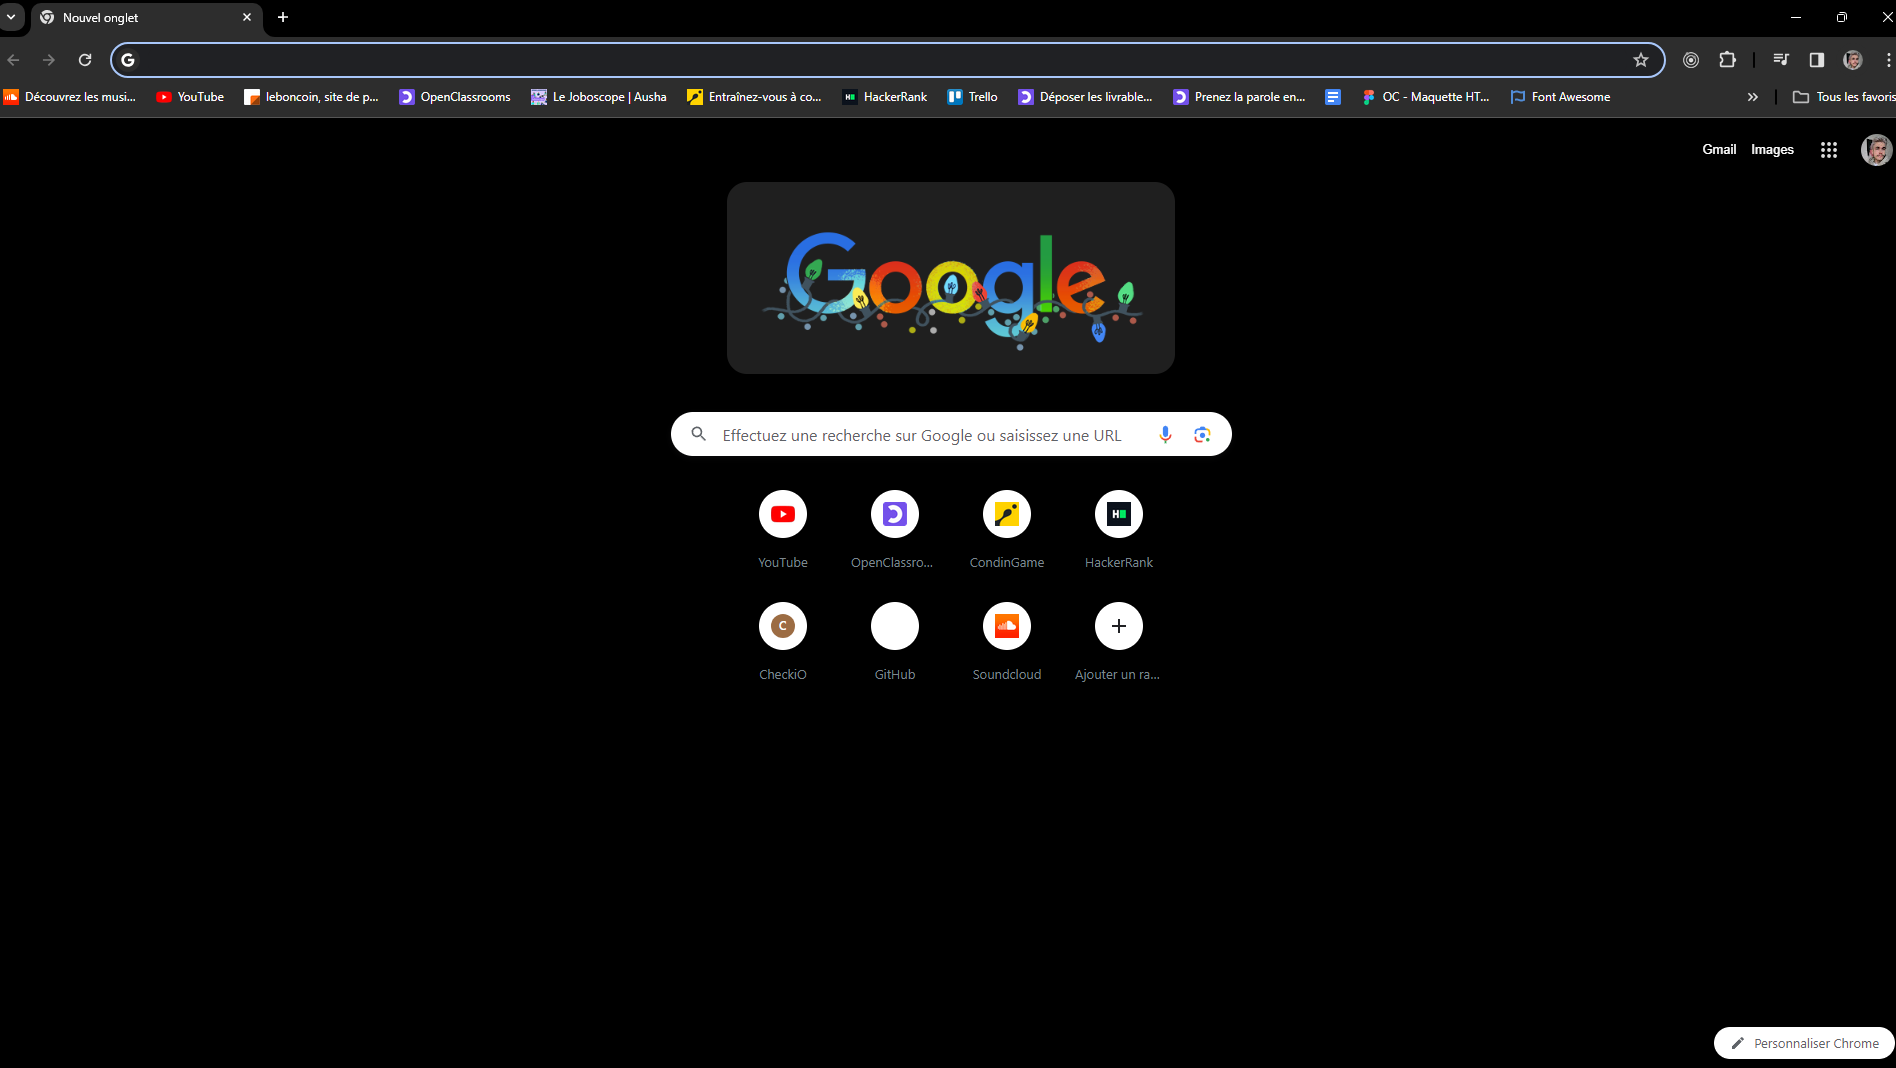 Nouvel onglet
Découvrez les musi...
YouTube
leboncoin, site de p...
OpenClassrooms
Le Joboscope | Ausha
Entraînez-vous à co...
HackerRank
Trello
Déposer les livrable...
Prenez la parole en...
OC - Maquette HT...
Font Awesome
Tous les favoris
Gmail Images
Google
Effectuez une recherche sur Google ou saisissez une URL
YouTube
OpenClassro...
CondinGame
HackerRank
C
CheckiO
GitHub
Soundcloud
Ajouter un ra...
Personnaliser Chrome